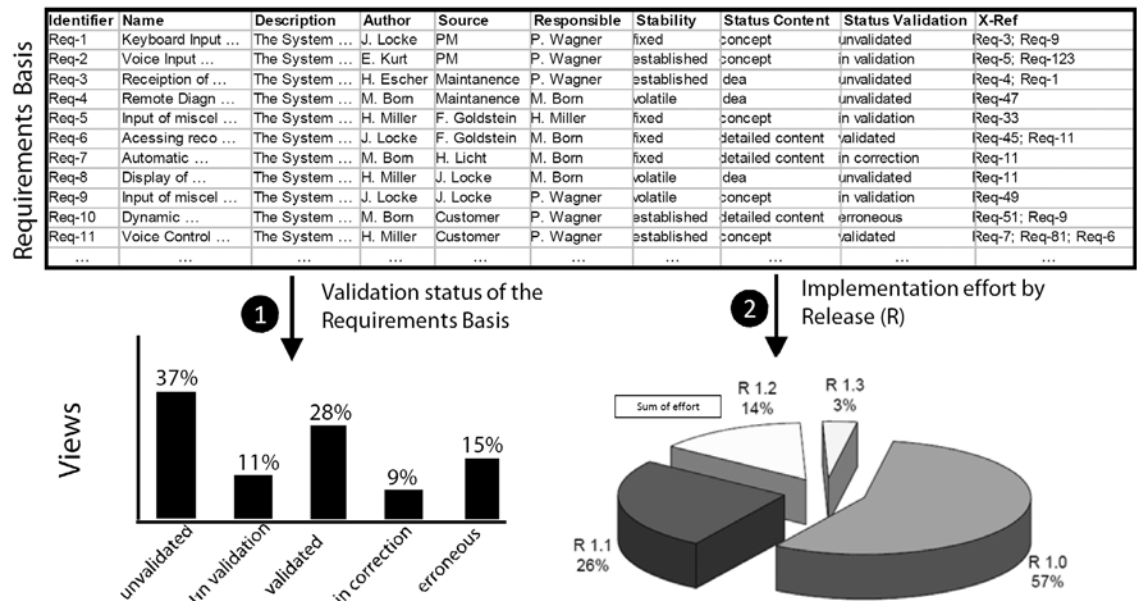 Requirements Basis
Identifier Name Description Author Source Responsible Stability Status Content Status Validation X-Ref
Req-1 Keyboard Input ... The System ... J. Locke PM P. Wagner fixed concept unvalidated Req-3; Req-9
Req-2 Voice Input ... The System ... E. Kurt PM P. Wagner established concept in validation Req-5; Req-123
Req-3 Receiption of ... The System ... H. Escher Maintanence P. Wagner established idea unvalidated Req-4; Req-1
Req-4 Remote Diagn ... The System ... M. Born Maintanence M. Born volatile idea unvalidated Req-47
Req-5 Input of miscel ... The System ... H. Miller F. Goldstein H. Miller fixed concept in validation Req-33
Req-6 Acessing reco ... The System ... J. Locke F. Goldstein M. Born fixed detailed content validated Req-45; Req-11
Req-7 Automatic ... The System ... M. Born H. Licht M. Born fixed detailed content in correction Req-11
Req-8 Display of ... The System ... H. Miller J. Locke M. Born volatile idea unvalidated Req-11
Req-9 Input of miscel ... The System ... J. Locke J. Locke P. Wagner volatile concept in validation Req-49
Req-10 Dynamic ... The System ... M. Born Customer P. Wagner established detailed content erroneous Req-51; Req-9
Req-11 Voice Control ... The System ... H. Miller Customer P. Wagner established concept validated Req-7; Req-81; Req-6
... ... ... ... ... ... ... ... ... ...
1
Validation status of the
Requirements Basis
2
Implementation effort by
Release (R)
Views
37%
11%
28%
9%
15%
unvalidated
in validation
validated
in correction
erroneous
Sum of effort
R 1.2
14%
R 1.3
3%
R 1.1
26%
R 1.0
57%